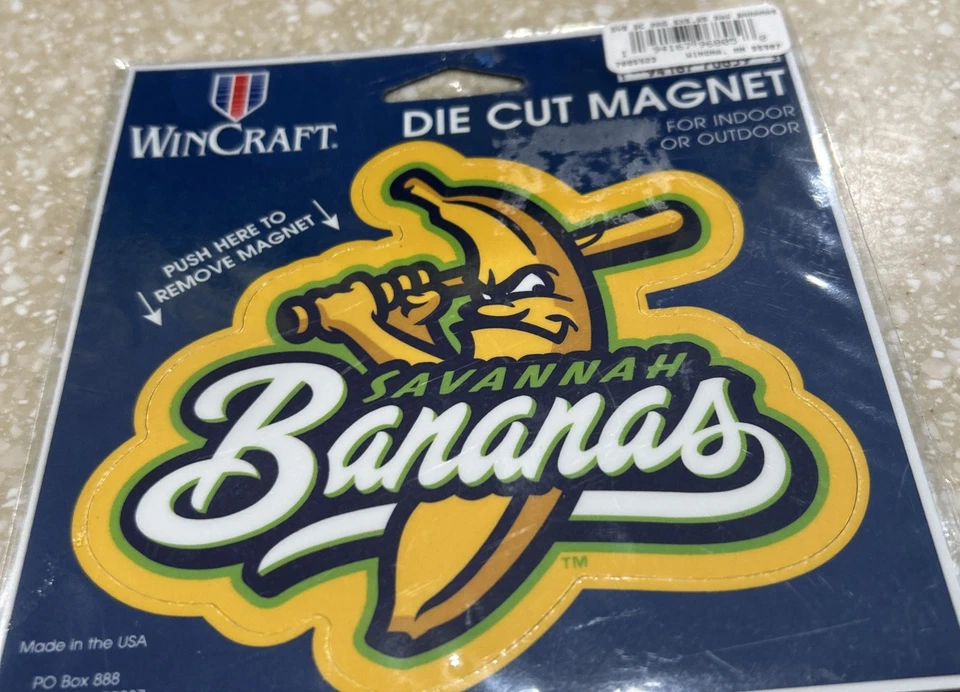 WINCRAFT.
DIE CUT MAGNET
FOR INDOOR
OR OUTDOOR
PUSH HERE TO
REMOVE MAGNET
SAVANNAH
Bananas
TM
Made in the USA
PO Box 888